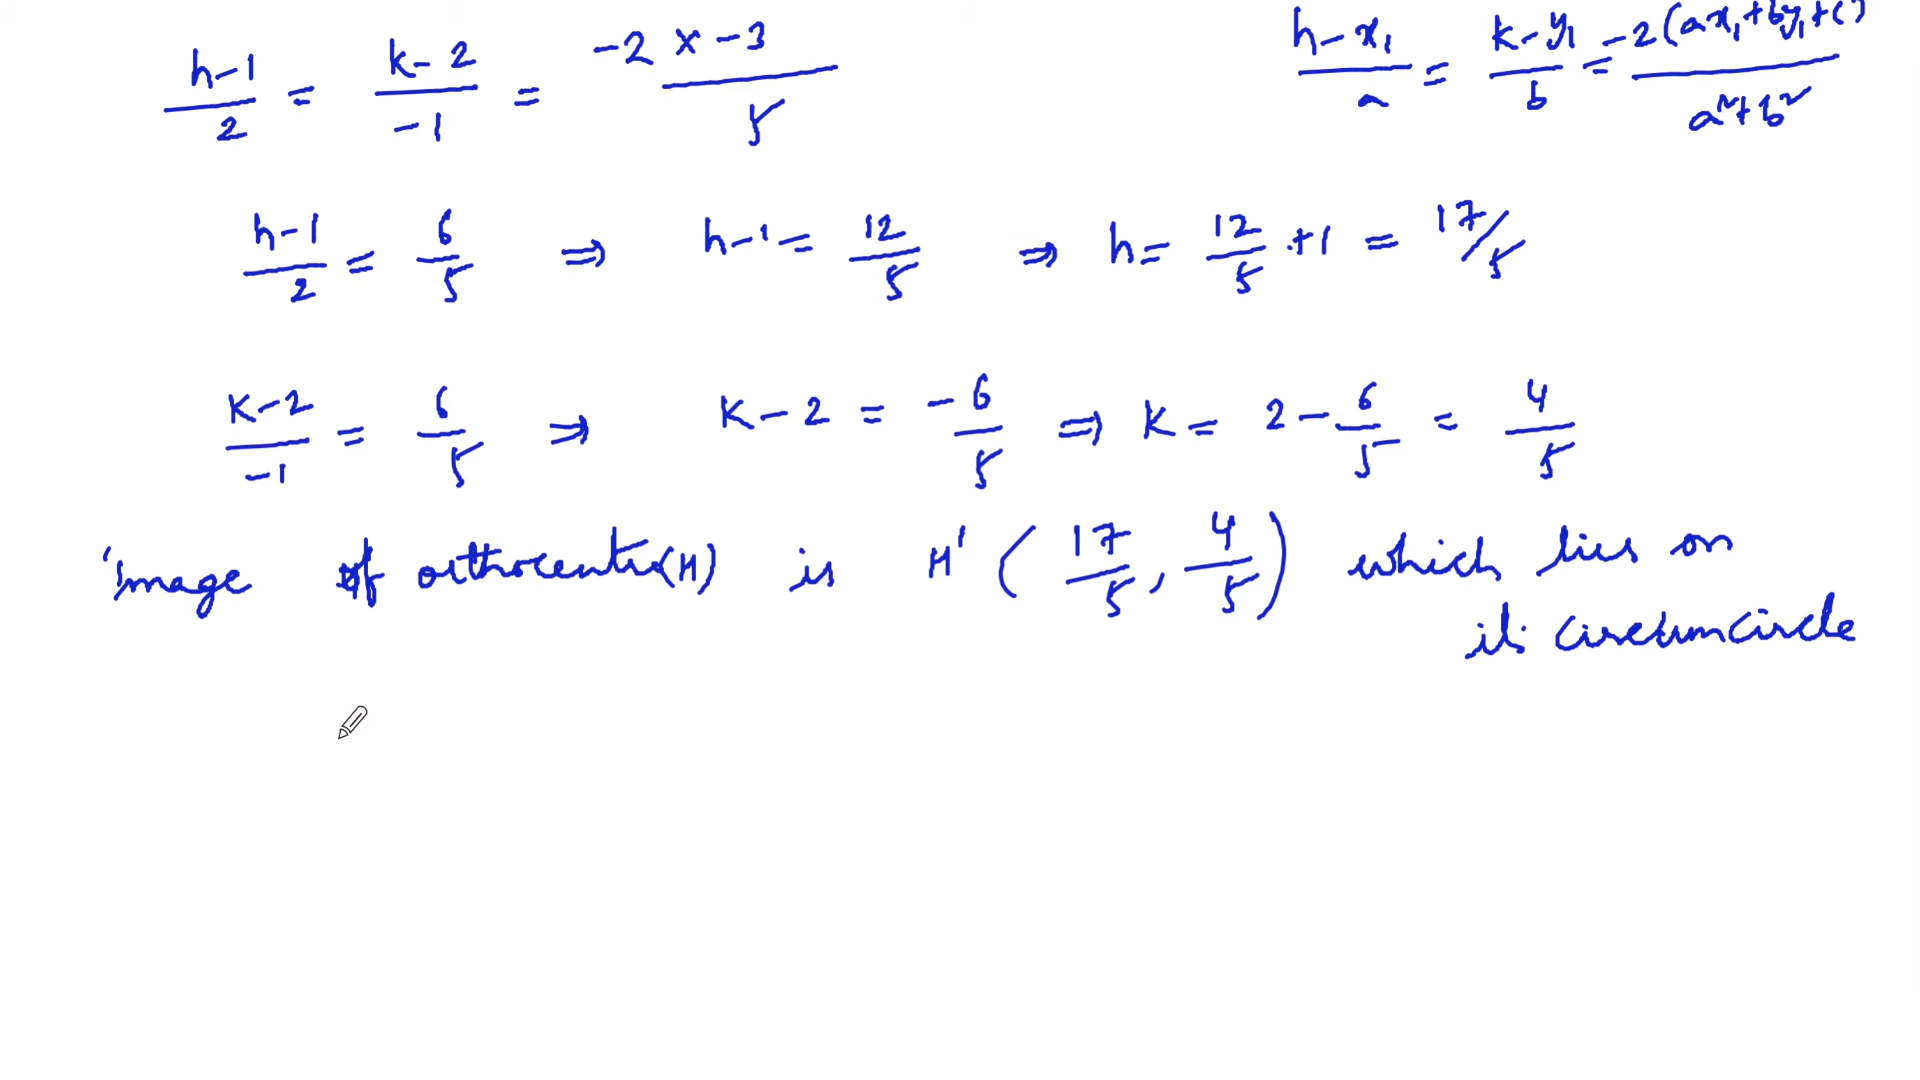 (h-1)/2 = (k-2)/-1 = (-2 x -3)/5
(h-x₁)/a = (k-y₁)/b = -2(ax₁+by₁+c)/(a²+b²)
(h-1)/2 = 6/5 ⇒ h-1 = 12/5 ⇒ h = 12/5 + 1 = 17/5
(K-2)/-1 = 6/5 ⇒ K-2 = -6/5 ⇒ K = 2 - 6/5 = 4/5
Image of orthocentre(H) is H' (17/5, 4/5) which lies on
its circumcircle